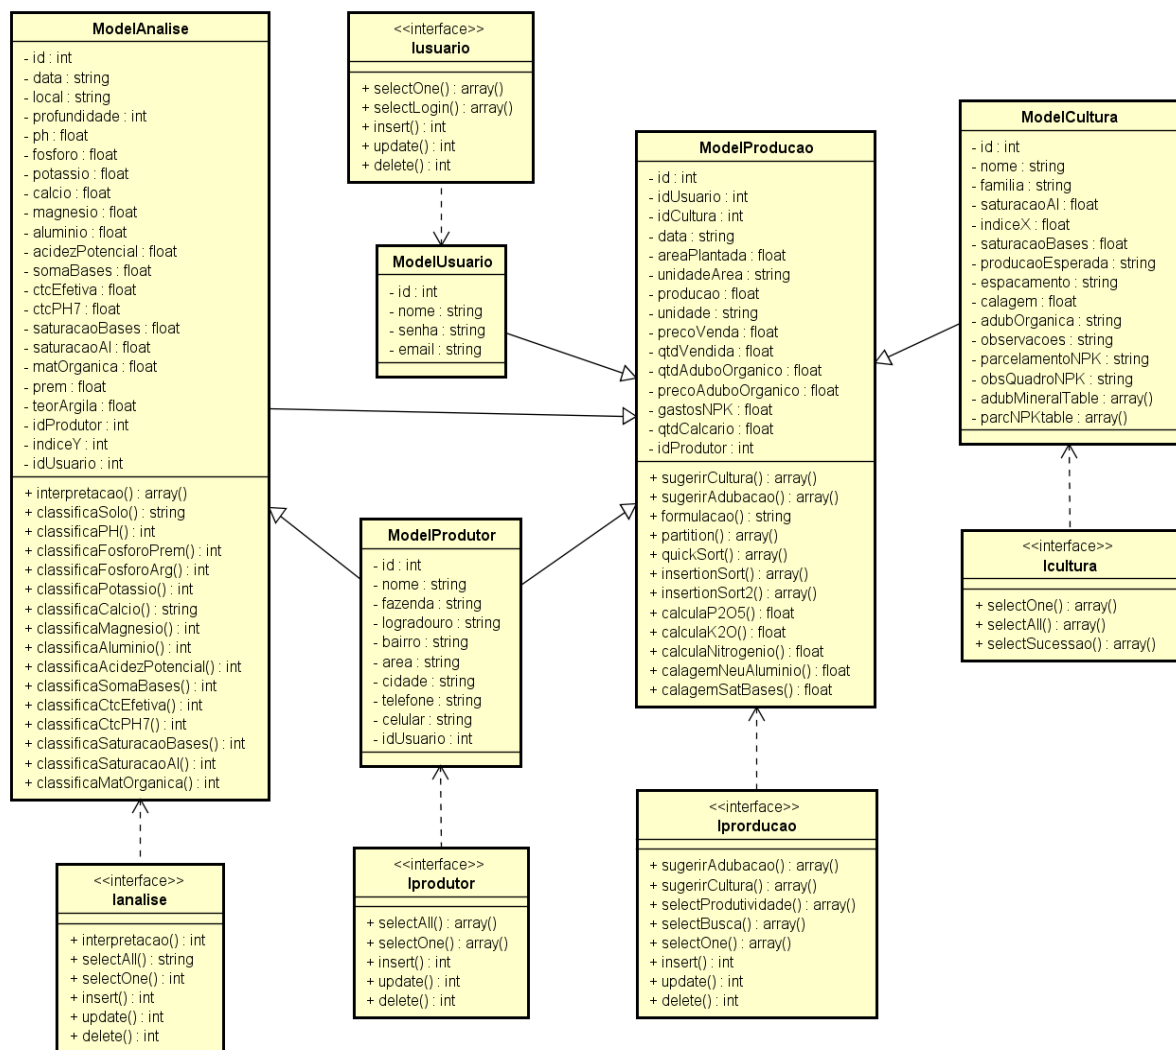 ModelAnalise
- id : int
- data : string
- local : string
- profundidade : int
- ph : float
- fosforo : float
- potassio : float
- calcio : float
- magnesio : float
- aluminio : float
- acidezPotencial : float
- somaBases : float
- ctcEfetiva : float
- ctcPH7 : float
- saturacaoBases : float
- saturacaoAl : float
- matOrganica : float
- prem : float
- teorArgila : float
- idProdutor : int
- indiceY : int
- idUsuario : int
+ interpretacao() : array()
+ classificaSolo() : string
+ classificaPH() : int
+ classificaFosforoPrem() : int
+ classificaFosforoArg() : int
+ classificaPotassio() : int
+ classificaCalcio() : string
+ classificaMagnesio() : int
+ classificaAluminio() : int
+ classificaAcidezPotencial() : int
+ classificaSomaBases() : int
+ classificaCtcEfetiva() : int
+ classificaCtcPH7() : int
+ classificaSaturacaoBases() : int
+ classificaSaturacaoAl() : int
+ classificaMatOrganica() : int
<<interface>>
Iusuario
+ selectOne() : array()
+ selectLogin() : array()
+ insert() : int
+ update() : int
+ delete() : int
ModelUsuario
- id : int
- nome : string
- senha : string
- email : string
ModelProducao
- id : int
- idUsuario : int
- idCultura : int
- data : string
- areaPlantada : float
- unidadeArea : string
- producao : float
- unidade : string
- precoVenda : float
- qtdVendida : float
- qtdAduboOrganico : float
- precoAduboOrganico : float
- gastosNPK : float
- qtdCalcario : float
- idProdutor : int
+ sugerirCultura() : array()
+ sugerirAdubacao() : array()
+ formulacao() : string
+ partition() : array()
+ quickSort() : array()
+ insertionSort() : array()
+ insertionSort2() : array()
+ calculaP2O5() : float
+ calculaK2O() : float
+ calculaNitrogenio() : float
+ calagemNeuAluminio() : float
+ calagemSatBases() : float
ModelCultura
- id : int
- nome : string
- familia : string
- saturacaoAl : float
- indiceX : float
- saturacaoBases : float
- producaoEsperada : string
- espacamento : string
- calagem : float
- adubOrganica : string
- observacoes : string
- parcelamentoNPK : string
- obsQuadroNPK : string
- adubMineralTable : array()
- parcNPKtable : array()
ModelProdutor
- id : int
- nome : string
- fazenda : string
- logradouro : string
- bairro : string
- area : string
- cidade : string
- telefone : string
- celular : string
- idUsuario : int
<<interface>>
Icultura
+ selectOne() : array()
+ selectAll() : array()
+ selectSucessao() : array()
<<interface>>
Ianalise
+ interpretacao() : int
+ selectAll() : string
+ selectOne() : int
+ insert() : int
+ update() : int
+ delete() : int
<<interface>>
Iprodutor
+ selectAll() : array()
+ selectOne() : array()
+ insert() : int
+ update() : int
+ delete() : int
<<interface>>
Iprorducao
+ sugerirAdubacao() : array()
+ sugerirCultura() : array()
+ selectProdutividade() : array()
+ selectBusca() : array()
+ selectOne() : array()
+ insert() : int
+ update() : int
+ delete() : int